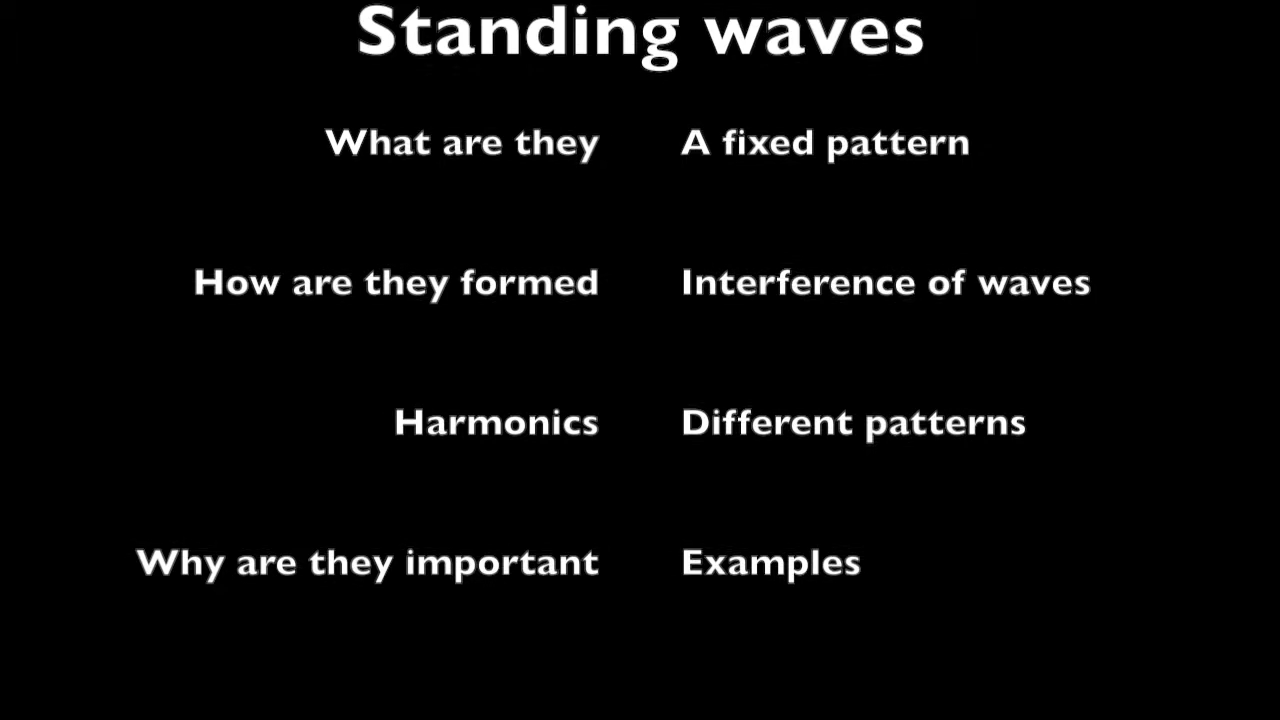 Standing waves
What are they
A fixed pattern
How are they formed
Interference of waves
Harmonics
Different patterns
Why are they important
Examples